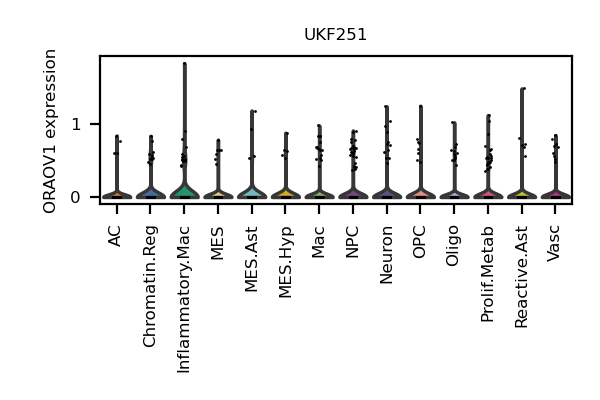 UKF251
ORAOV1 expression
1
0
AC
Chromatin.Reg
Inflammatory.Mac
MES
MES.Ast
MES.Hyp
Mac
NPC
Neuron
OPC
Oligo
Prolif.Metab
Reactive.Ast
Vasc